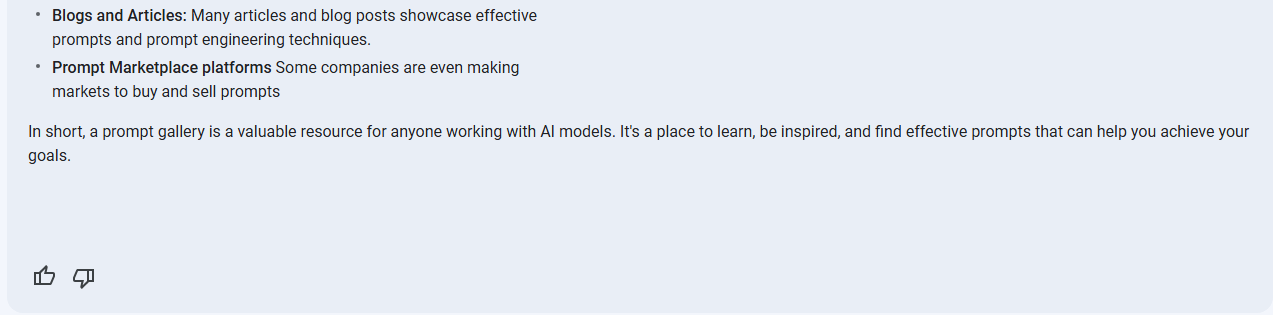 • Blogs and Articles: Many articles and blog posts showcase effective
prompts and prompt engineering techniques.
• Prompt Marketplace platforms Some companies are even making
markets to buy and sell prompts
In short, a prompt gallery is a valuable resource for anyone working with AI models. It's a place to learn, be inspired, and find effective prompts that can help you achieve your
goals.